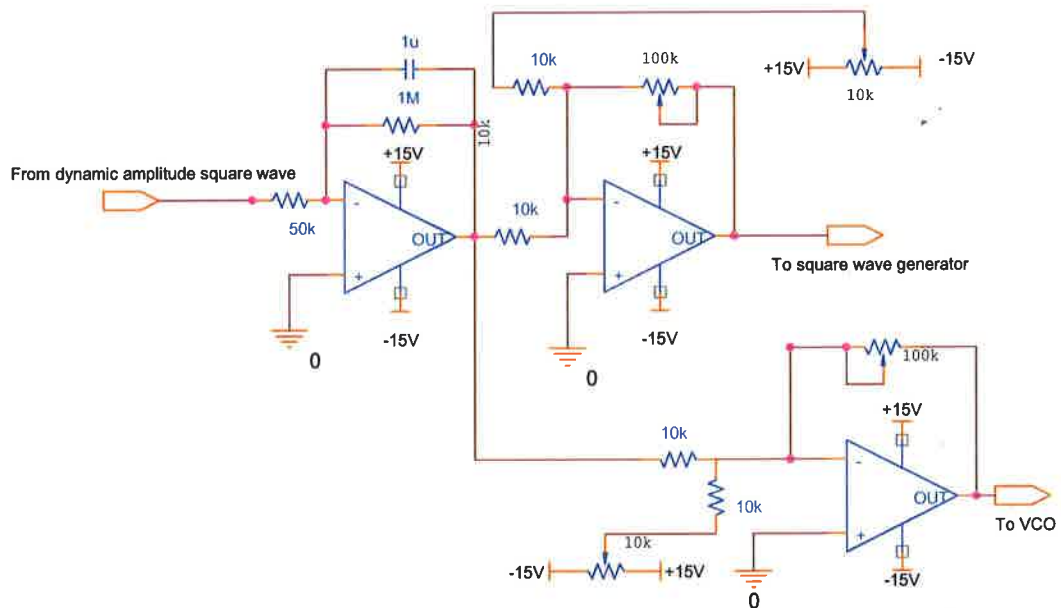 1u
10k
100k
+15V
-15V
10k
1M
10k
+15V
+15V
From dynamic amplitude square wave
50k
-
OUT
+
10k
-
OUT
+
To square wave generator
-15V
-15V
0
0
100k
+15V
10k
-
OUT
+
10k
To VCO
10k
-15V
+15V
-15V
0